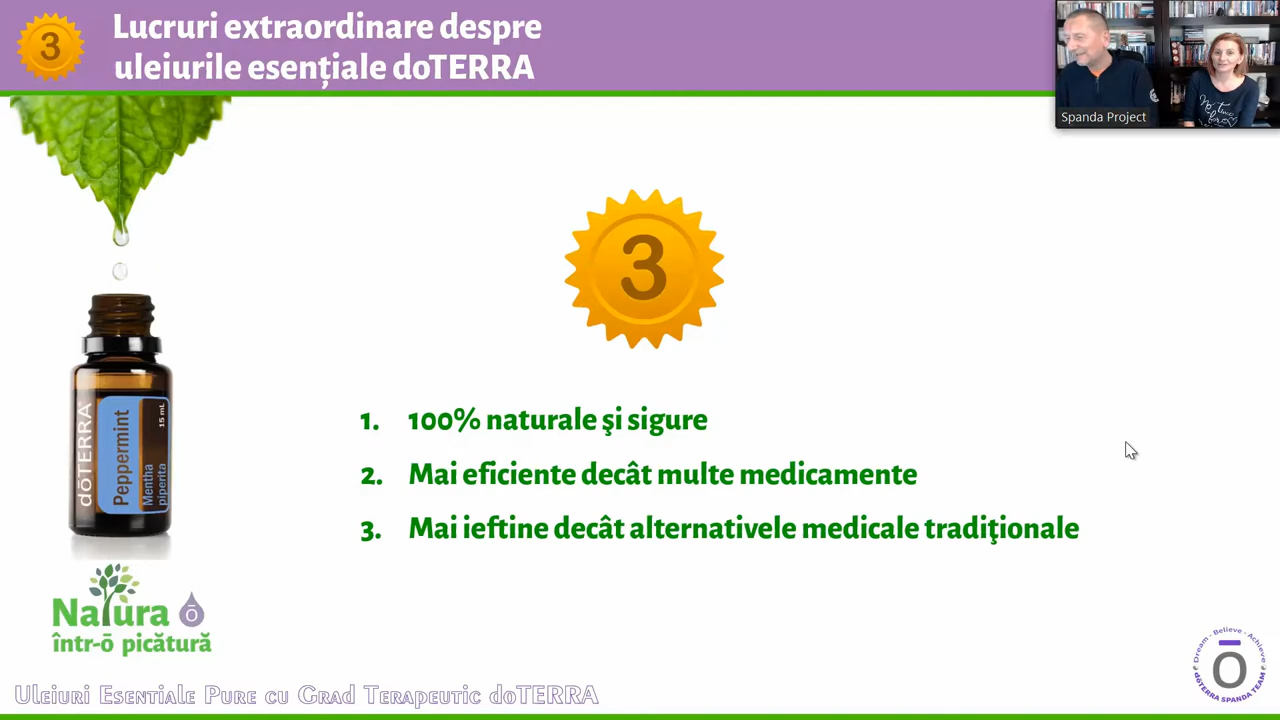 3
Lucruri extraordinare despre
uleiurile esențiale doTERRA
Spanda Project
3
1. 100% naturale şi sigure
2. Mai eficiente decât multe medicamente
3. Mai ieftine decât alternativele medicale tradiţionale
dōTERRA
Peppermint
Mentha
piperita
15 mL
Natura ō
într-ō picătură
Uleiuri Esentiale Pure cu Grad Terapeutic doTERRA
Dream - Believe - Achieve
Ō
dōTERRA SPANDA TEAM